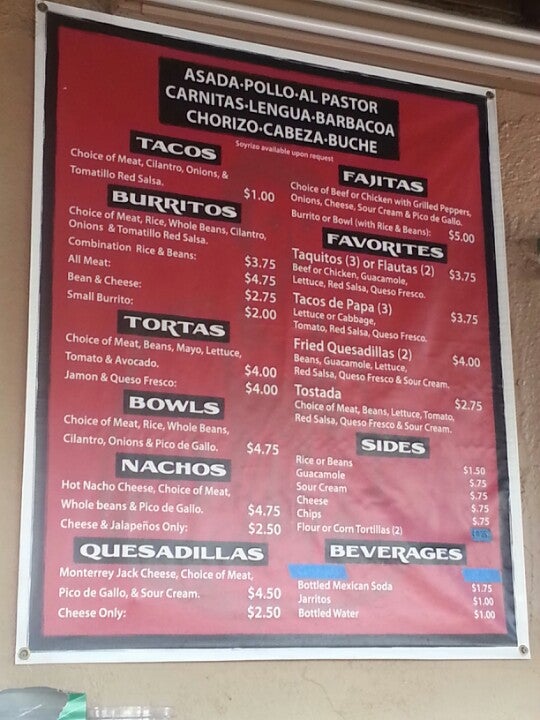 ASADA·POLLO·AL PASTOR
CARNITAS·LENGUA·BARBACOA
CHORIZO·CABEZA·BUCHE
Soyrizo available upon request
TACOS
Choice of Meat, Cilantro, Onions, &
Tomatillo Red Salsa. $1.00
BURRITOS
Choice of Meat, Rice, Whole Beans, Cilantro,
Onions & Tomatillo Red Salsa.
Combination Rice & Beans: $3.75
All Meat: $4.75
Bean & Cheese: $2.75
Small Burrito: $2.00
TORTAS
Choice of Meat, Beans, Mayo, Lettuce,
Tomato & Avocado. $4.00
Jamon & Queso Fresco: $4.00
BOWLS
Choice of Meat, Rice, Whole Beans,
Cilantro, Onions & Pico de Gallo. $4.75
NACHOS
Hot Nacho Cheese, Choice of Meat,
Whole beans & Pico de Gallo. $4.75
Cheese & Jalapeños Only: $2.50
QUESADILLAS
Monterrey Jack Cheese, Choice of Meat,
Pico de Gallo, & Sour Cream. $4.50
Cheese Only: $2.50
FAJITAS
Choice of Beef or Chicken with Grilled Peppers,
Onions, Cheese, Sour Cream & Pico de Gallo.
Burrito or Bowl (with Rice & Beans): $5.00
FAVORITES
Taquitos (3) or Flautas (2) $3.75
Beef or Chicken, Guacamole,
Lettuce, Red Salsa, Queso Fresco.
Tacos de Papa (3) $3.75
Lettuce or Cabbage,
Tomato, Red Salsa, Queso Fresco.
Fried Quesadillas (2) $4.00
Beans, Guacamole, Lettuce,
Red Salsa, Queso Fresco & Sour Cream.
Tostada $2.75
Choice of Meat, Beans, Lettuce, Tomato,
Red Salsa, Queso Fresco & Sour Cream.
SIDES
Rice or Beans $1.50
Guacamole $.75
Sour Cream $.75
Cheese $.75
Chips $.75
Flour or Corn Tortillas (2)
BEVERAGES
Bottled Mexican Soda $1.75
Jarritos $1.00
Bottled Water $1.00